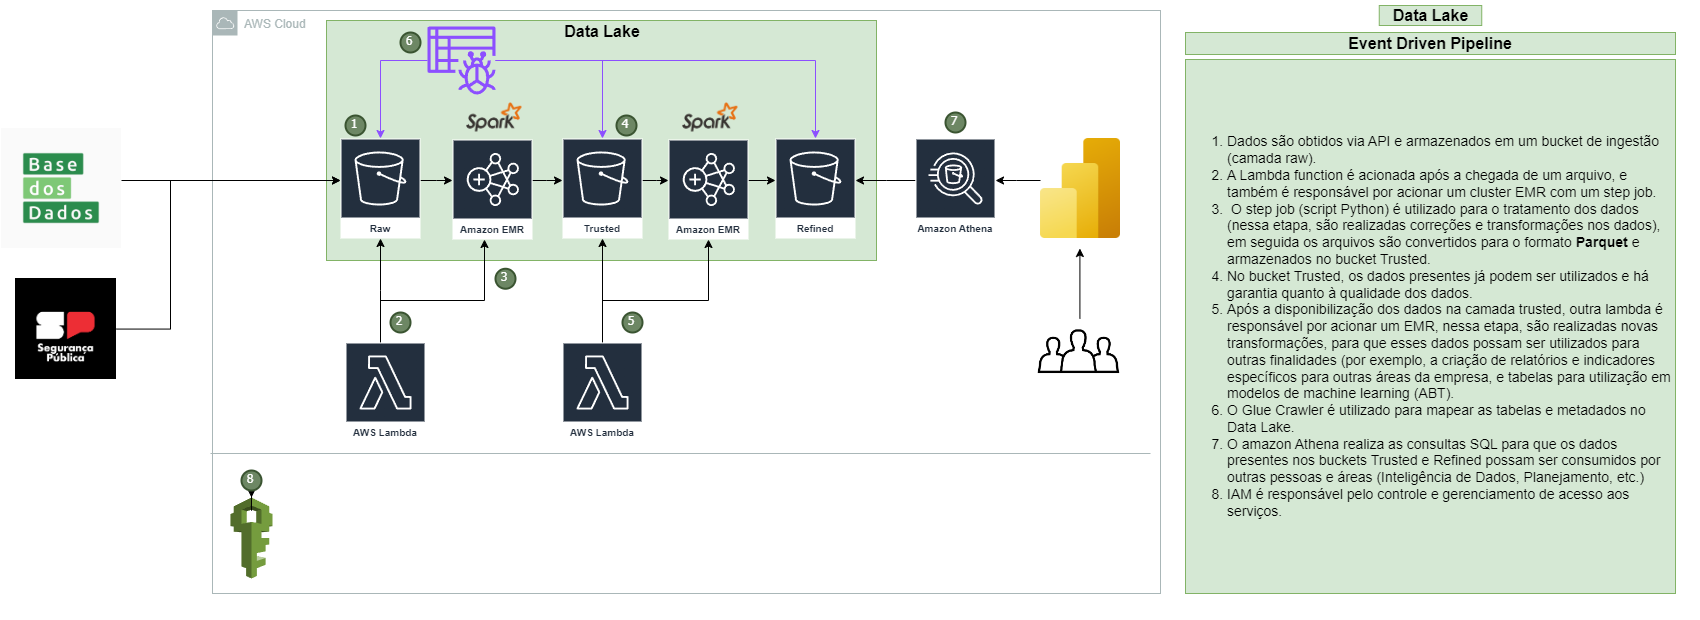 AWS Cloud
Data Lake
6
1
Spark
4
Spark
7
Base
dos
Dados
Raw
Amazon EMR
Trusted
Amazon EMR
Refined
Amazon Athena
3
2
5
SP
Segurança
Pública
AWS Lambda
AWS Lambda
8
Data Lake
Event Driven Pipeline
1. Dados são obtidos via API e armazenados em um bucket de ingestão
(camada raw).
2. A Lambda function é acionada após a chegada de um arquivo, e
também é responsável por acionar um cluster EMR com um step job.
3. O step job (script Python) é utilizado para o tratamento dos dados
(nessa etapa, são realizadas correções e transformações nos dados),
em seguida os arquivos são convertidos para o formato Parquet e
armazenados no bucket Trusted.
4. No bucket Trusted, os dados presentes já podem ser utilizados e há
garantia quanto à qualidade dos dados.
5. Após a disponibilização dos dados na camada trusted, outra lambda é
responsável por acionar um EMR, nessa etapa, são realizadas novas
transformações, para que esses dados possam ser utilizados para
outras finalidades (por exemplo, a criação de relatórios e indicadores
específicos para outras áreas da empresa, e tabelas para utilização em
modelos de machine learning (ABT).
6. O Glue Crawler é utilizado para mapear as tabelas e metadados no
Data Lake.
7. O amazon Athena realiza as consultas SQL para que os dados
presentes nos buckets Trusted e Refined possam ser consumidos por
outras pessoas e áreas (Inteligência de Dados, Planejamento, etc.)
8. IAM é responsável pelo controle e gerenciamento de acesso aos
serviços.